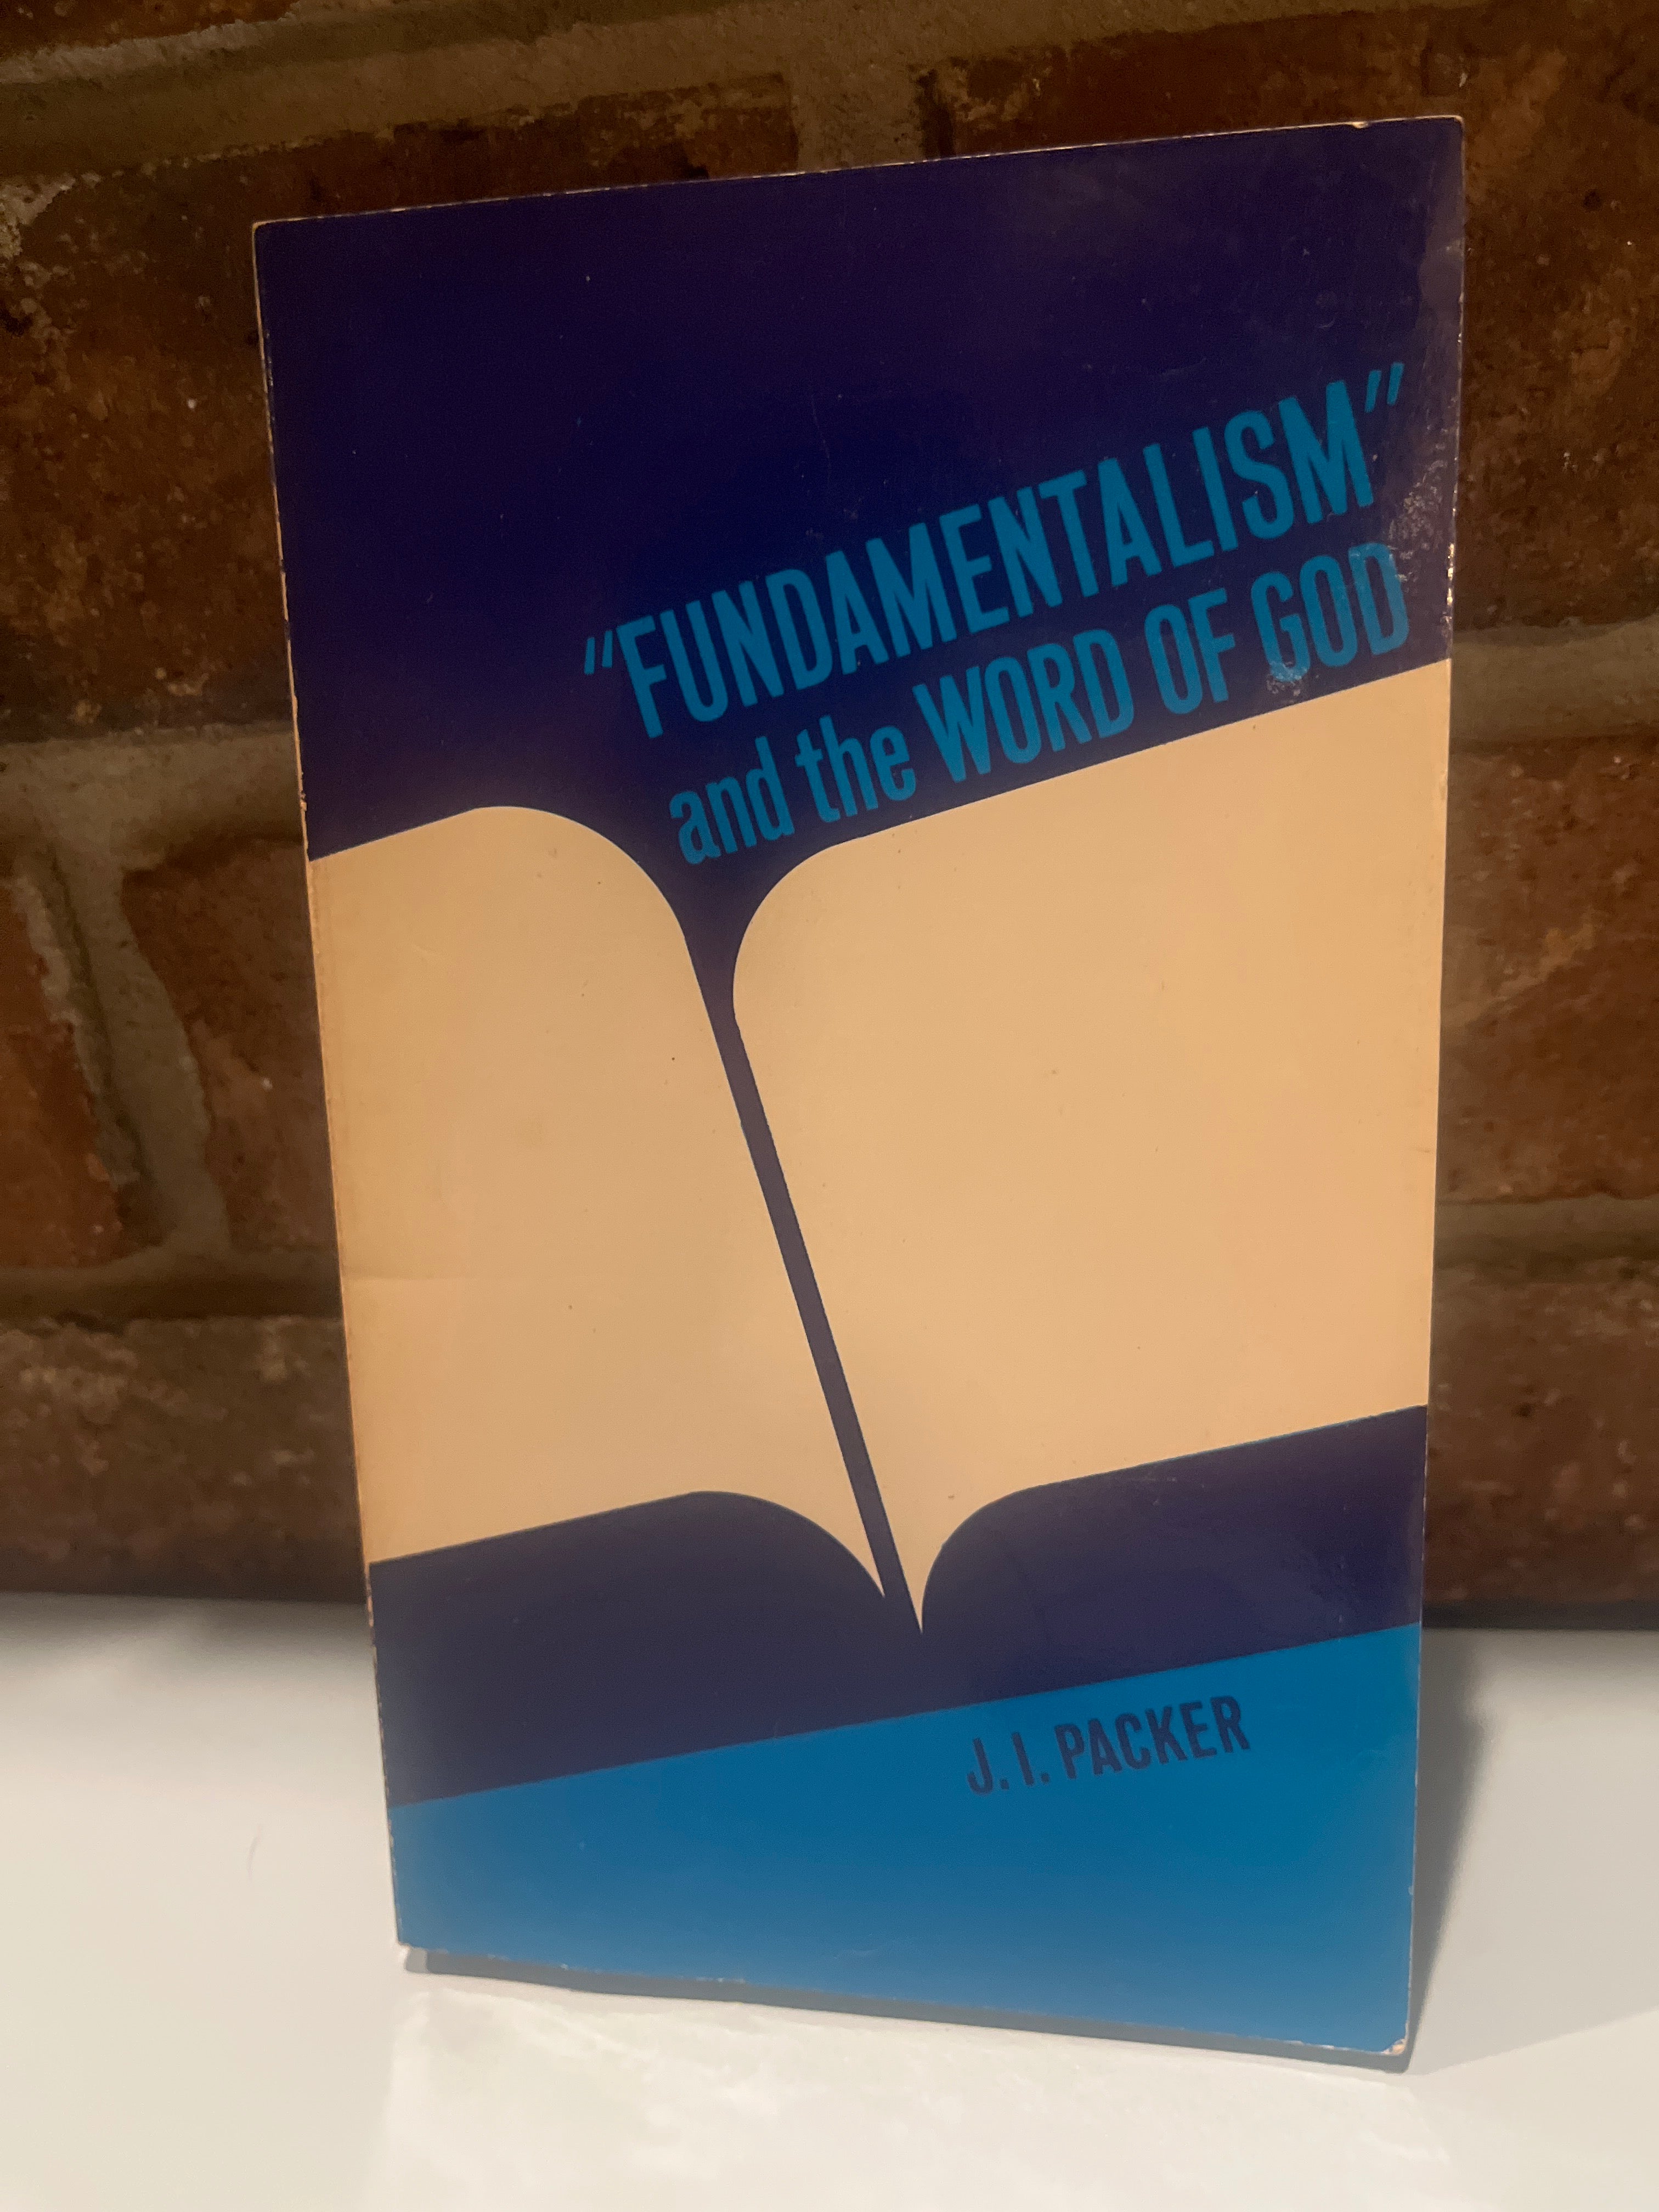 "FUNDAMENTALISM"
and the WORD OF GOD
J. I. PACKER